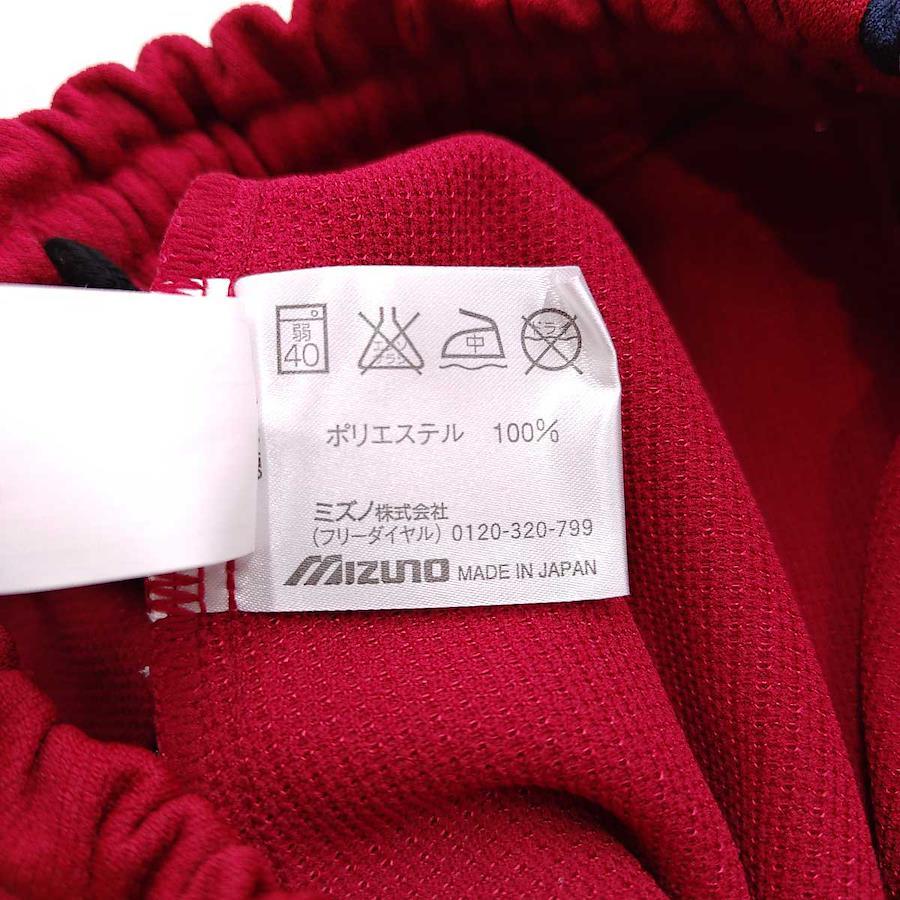 弱
40
エンソ
サラシ
中
ドライ
ポリエステル 100%
ミズノ株式会社
(フリーダイヤル) 0120-320-799
MIZUNO MADE IN JAPAN